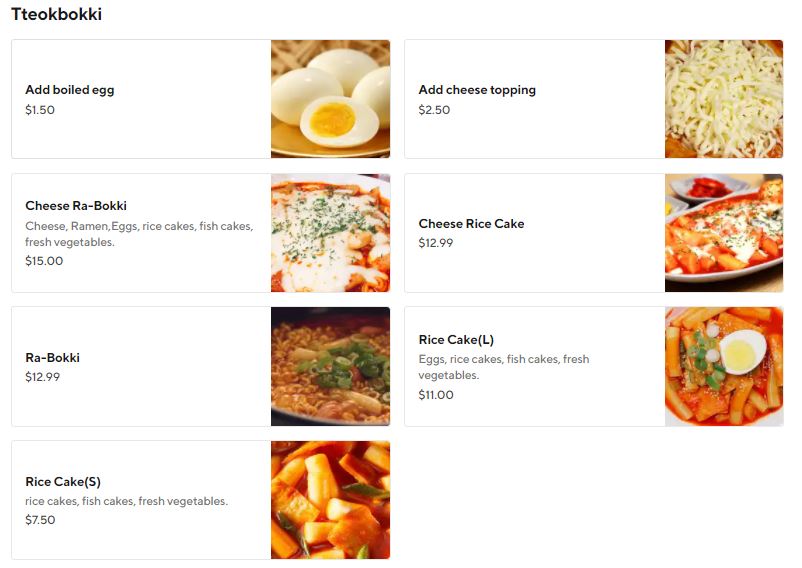 Tteokbokki
Add boiled egg
$1.50
Add cheese topping
$2.50
Cheese Ra-Bokki
Cheese, Ramen,Eggs, rice cakes, fish cakes,
fresh vegetables.
$15.00
Cheese Rice Cake
$12.99
Ra-Bokki
$12.99
Rice Cake(L)
Eggs, rice cakes, fish cakes, fresh
vegetables.
$11.00
Rice Cake(S)
rice cakes, fish cakes, fresh vegetables.
$7.50